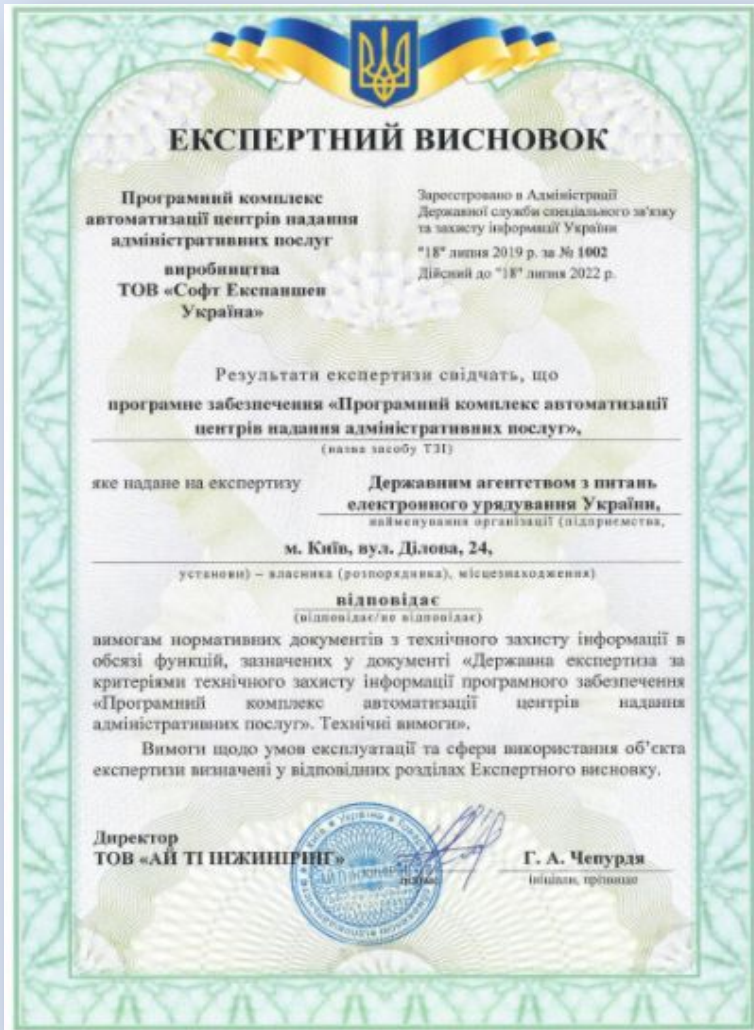 ЕКСПЕРТНИЙ ВИСНОВОК
Програмний комплекс
автоматизації центрів надання
адміністративних послуг
виробництва
ТОВ «Софт Експаншен
Україна»
Зареєстровано в Адміністрації
Державної служби спеціального зв'язку
та захисту інформації України
"18" липня 2019 р. за № 1002
Дійсний до "18" липня 2022 р.
Результати експертизи свідчать, що
програмне забезпечення «Програмний комплекс автоматизації
центрів надання адміністративних послуг»,
(назва засобу ТЗІ)
яке надане на експертизу Державним агентством з питань
електронного урядування України,
найменування організації (підприємства,
м. Київ, вул. Ділова, 24,
установи) – власника (розпорядника), місцезнаходження)
відповідає
(відповідає/не відповідає)
вимогам нормативних документів з технічного захисту інформації в
обсязі функцій, зазначених у документі «Державна експертиза за
критеріями технічного захисту інформації програмного забезпечення
«Програмний комплекс автоматизації центрів надання
адміністративних послуг». Технічні вимоги».
Вимоги щодо умов експлуатації та сфери використання об'єкта
експертизи визначені у відповідних розділах Експертного висновку.
Директор
ТОВ «АЙ ТІ ІНЖИНІРИНГ»
Г. А. Чепурдя
ініціали, прізвище